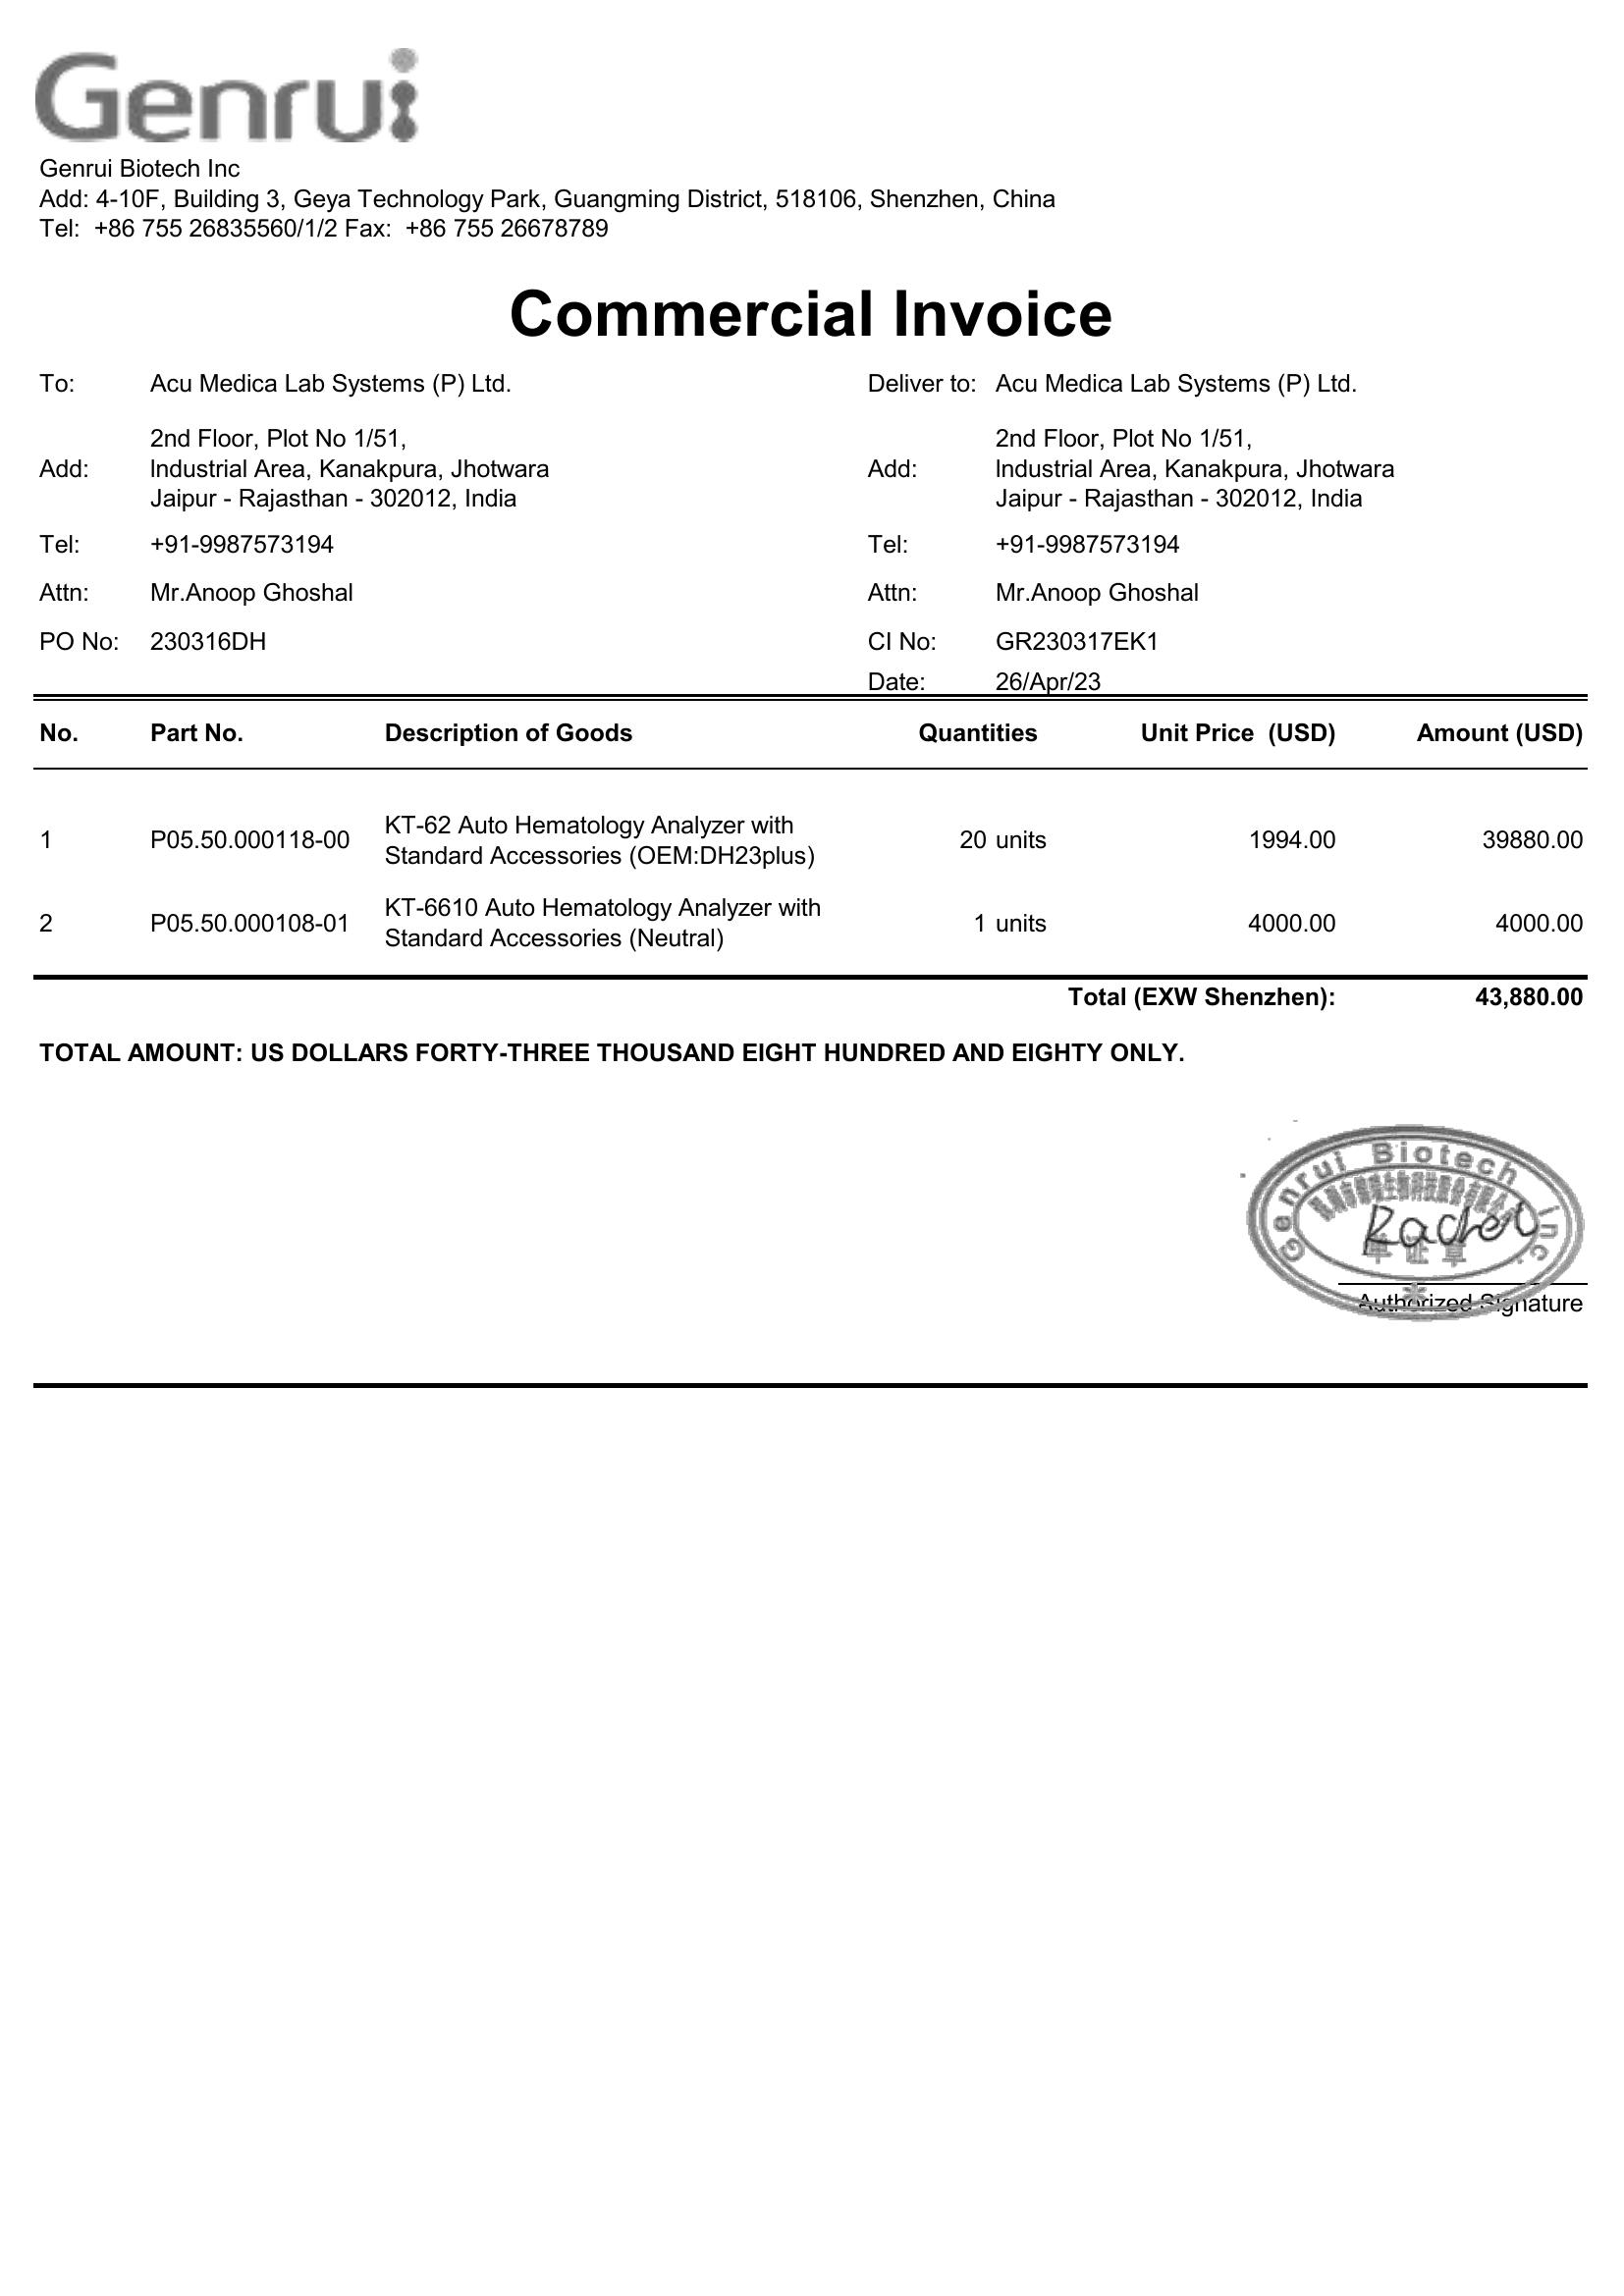 Genrui
Genrui Biotech Inc
Add: 4-10F, Building 3, Geya Technology Park, Guangming District, 518106, Shenzhen, China
Tel: +86 755 26835560/1/2 Fax: +86 755 26678789
Commercial Invoice
To: Acu Medica Lab Systems (P) Ltd. Deliver to: Acu Medica Lab Systems (P) Ltd.
2nd Floor, Plot No 1/51, 2nd Floor, Plot No 1/51,
Add: Industrial Area, Kanakpura, Jhotwara Add: Industrial Area, Kanakpura, Jhotwara
Jaipur - Rajasthan - 302012, India Jaipur - Rajasthan - 302012, India
Tel: +91-9987573194 Tel: +91-9987573194
Attn: Mr.Anoop Ghoshal Attn: Mr.Anoop Ghoshal
PO No: 230316DH CI No: GR230317EK1
Date: 26/Apr/23
No. Part No. Description of Goods Quantities Unit Price (USD) Amount (USD)
KT-62 Auto Hematology Analyzer with
1 P05.50.000118-00 20 units 1994.00 39880.00
Standard Accessories (OEM:DH23plus)
KT-6610 Auto Hematology Analyzer with
2 P05.50.000108-01 1 units 4000.00 4000.00
Standard Accessories (Neutral)
Total (EXW Shenzhen): 43,880.00
TOTAL AMOUNT: US DOLLARS FORTY-THREE THOUSAND EIGHT HUNDRED AND EIGHTY ONLY.
Genrui Biotech Inc.
Rachel
单证章
Authorized Signature